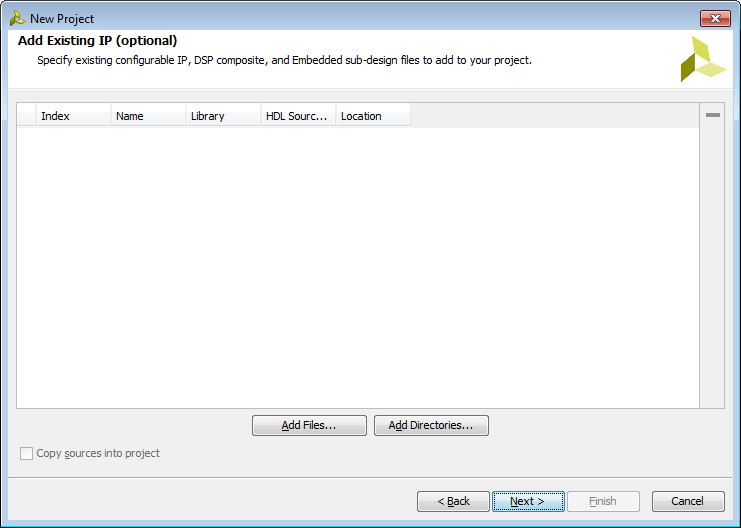 New Project
Add Existing IP (optional)
Specify existing configurable IP, DSP composite, and Embedded sub-design files to add to your project.
Index Name Library HDL Sourc... Location
Add Files... Add Directories...
Copy sources into project
< Back Next > Finish Cancel